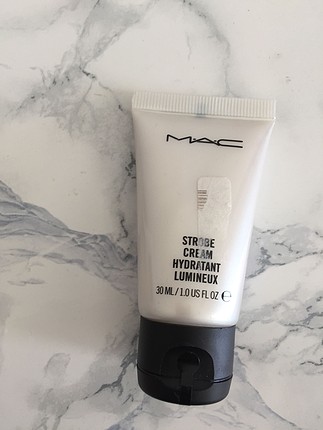 MAC
STROBE
CREAM
HYDRATANT
LUMINEUX
30 ML / 1.0 US FL OZ ℮